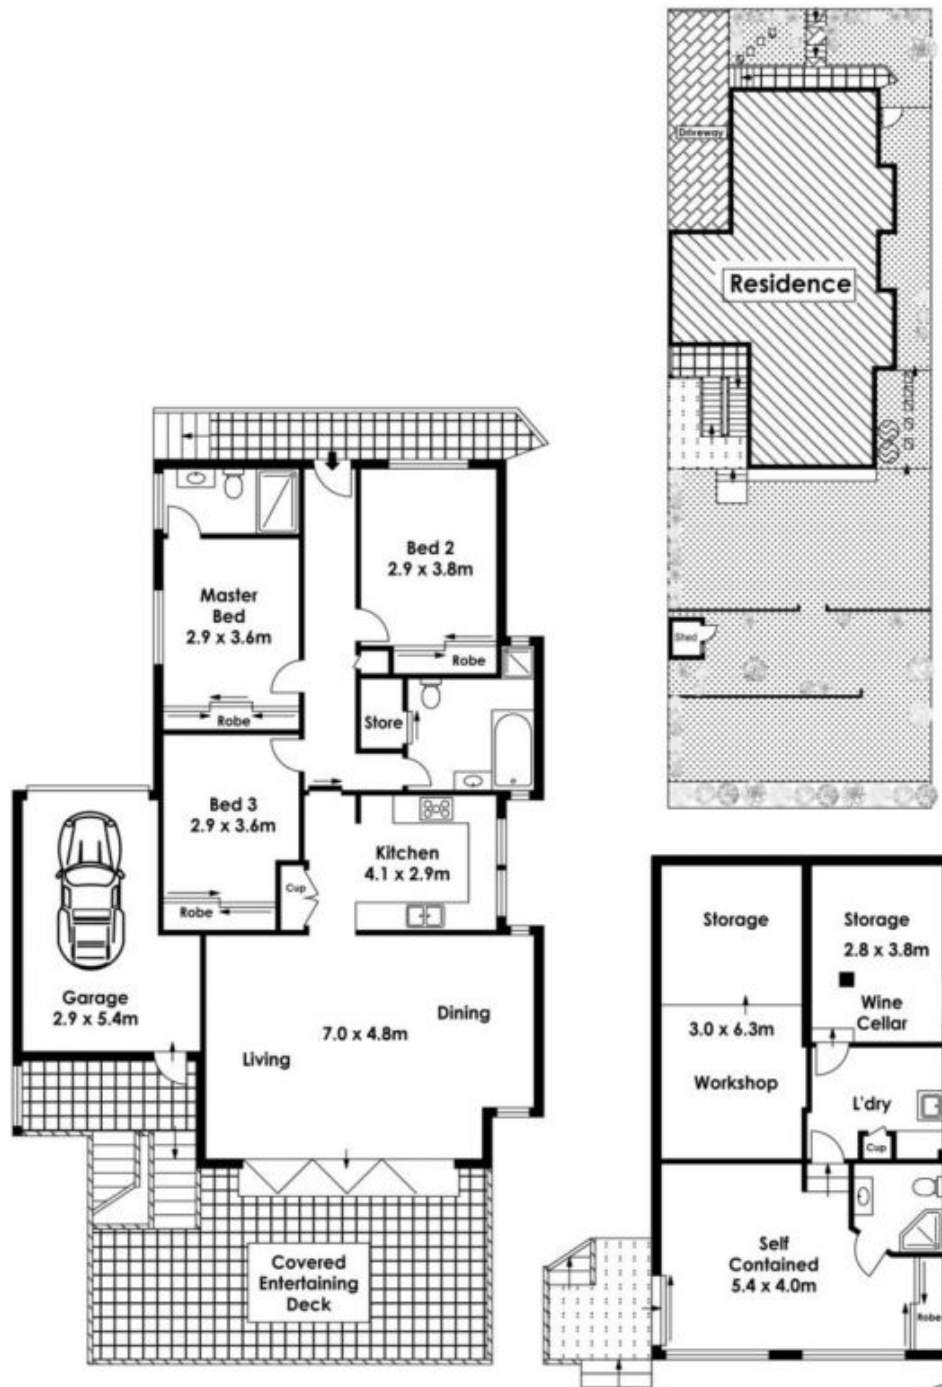 Driveway
Residence
Shed
Bed 2
2.9 x 3.8m
Robe
Master
Bed
2.9 x 3.6m
Robe
Store
Bed 3
2.9 x 3.6m
Robe
Cup
Kitchen
4.1 x 2.9m
Garage
2.9 x 5.4m
7.0 x 4.8m
Dining
Living
Covered
Entertaining
Deck
Storage
3.0 x 6.3m
Workshop
Storage
2.8 x 3.8m
Wine
Cellar
L'dry
Cup
Self
Contained
5.4 x 4.0m
Robe